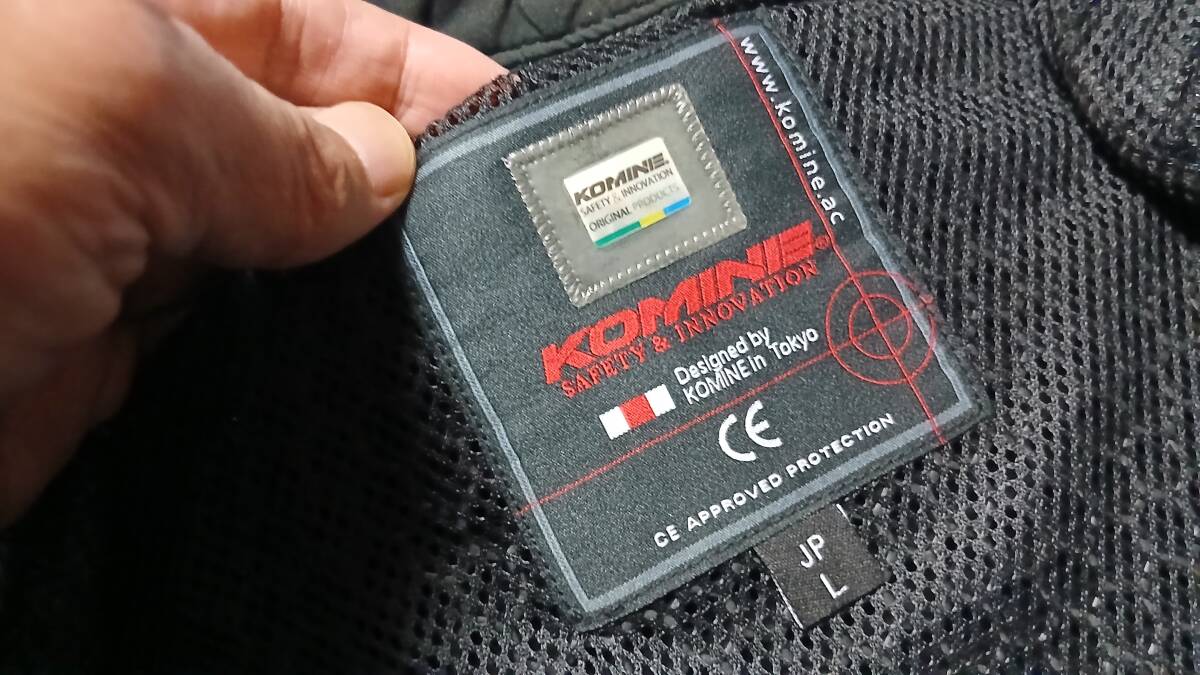 www.komine.ac
KOMINE
SAFETY & INNOVATION
ORIGINAL PRODUCTS
KOMINE®
SAFETY & INNOVATION
Designed by
KOMINE in Tokyo
CE
CE APPROVED PROTECTION
JP
L